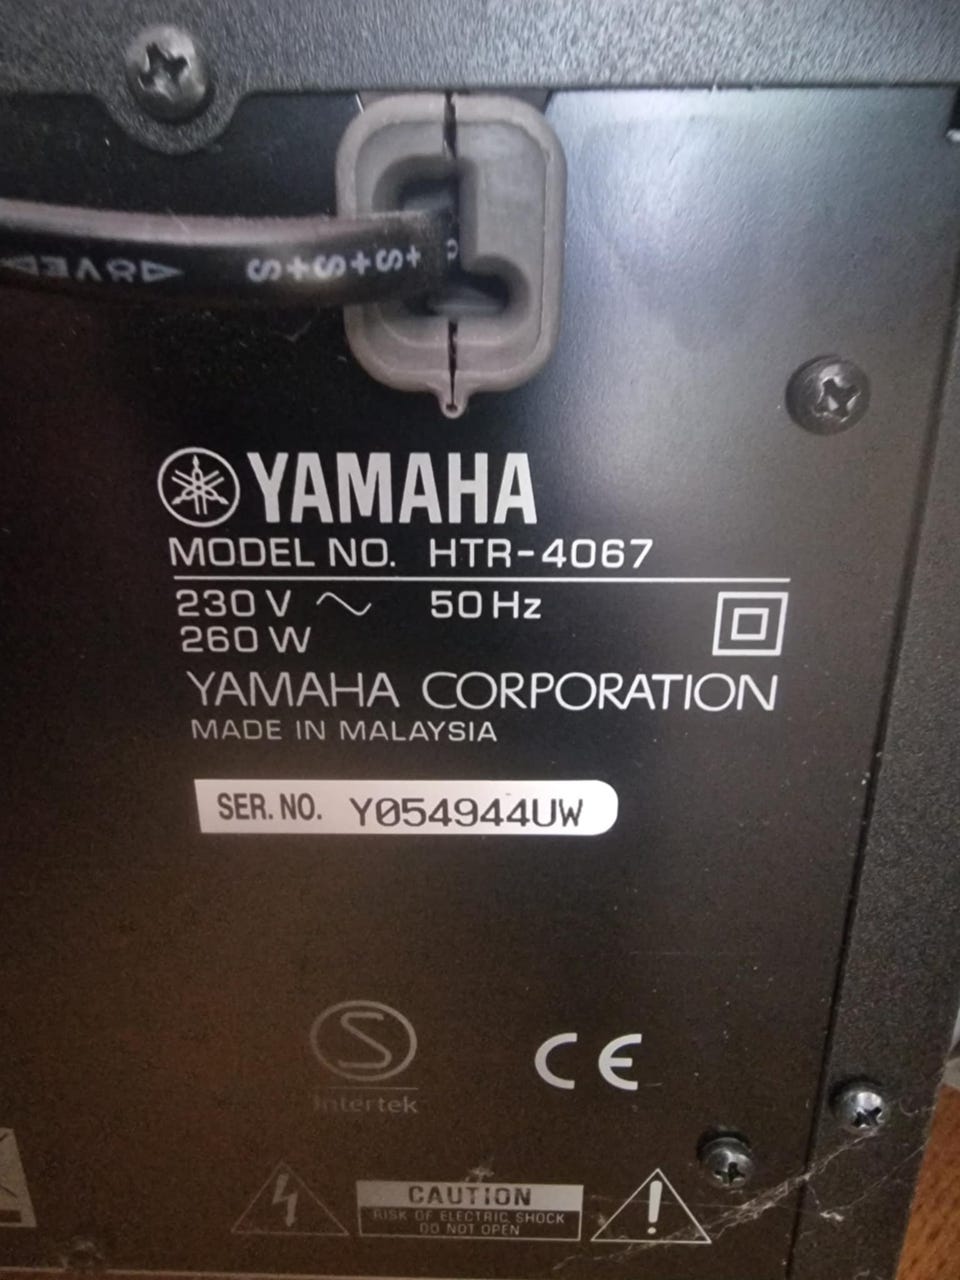 S+S+S+
YAMAHA
MODEL NO. HTR-4067
230 V ~ 50 Hz
260 W
YAMAHA CORPORATION
MADE IN MALAYSIA
SER. NO. Y054944UW
S
Intertek
CE
CAUTION
RISK OF ELECTRIC SHOCK
DO NOT OPEN